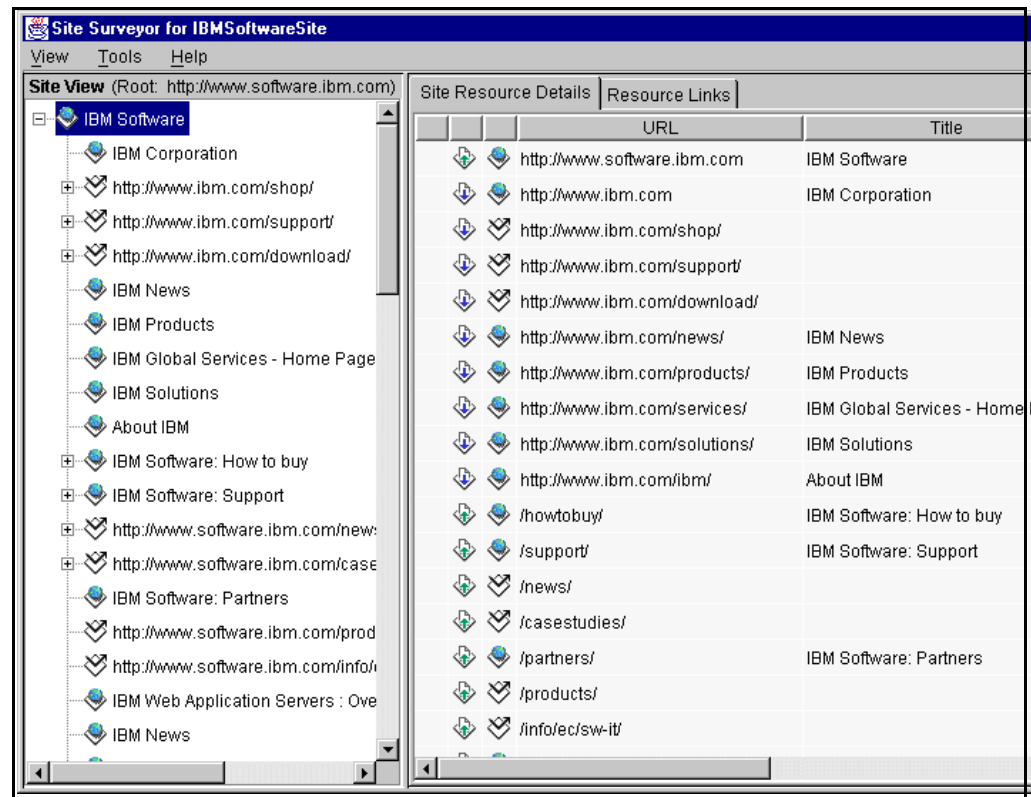 Site Surveyor for IBMSoftwareSite
View Tools Help
Site View (Root: http://www.software.ibm.com)
IBM Software
IBM Corporation
http://www.ibm.com/shop/
http://www.ibm.com/support/
http://www.ibm.com/download/
IBM News
IBM Products
IBM Global Services - Home Page
IBM Solutions
About IBM
IBM Software: How to buy
IBM Software: Support
http://www.software.ibm.com/news
http://www.software.ibm.com/case
IBM Software: Partners
http://www.software.ibm.com/prod
http://www.software.ibm.com/info/
IBM Web Application Servers : Ove
IBM News
Site Resource Details Resource Links
URL Title
http://www.software.ibm.com IBM Software
http://www.ibm.com IBM Corporation
http://www.ibm.com/shop/
http://www.ibm.com/support/
http://www.ibm.com/download/
http://www.ibm.com/news/ IBM News
http://www.ibm.com/products/ IBM Products
http://www.ibm.com/services/ IBM Global Services - Home
http://www.ibm.com/solutions/ IBM Solutions
http://www.ibm.com/ibm/ About IBM
/howtobuy/ IBM Software: How to buy
/support/ IBM Software: Support
/news/
/casestudies/
/partners/ IBM Software: Partners
/products/
/info/ec/sw-it/